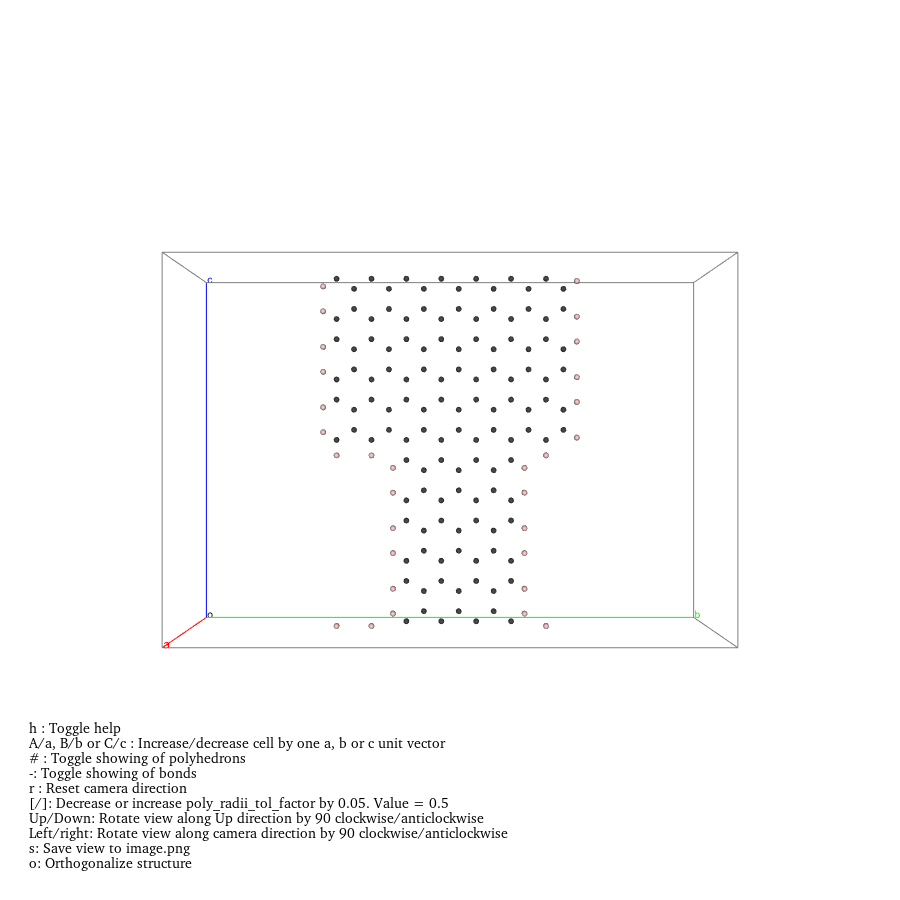 c
o
b
a
h : Toggle help
A/a, B/b or C/c : Increase/decrease cell by one a, b or c unit vector
# : Toggle showing of polyhedrons
-: Toggle showing of bonds
r : Reset camera direction
[/]: Decrease or increase poly_radii_tol_factor by 0.05. Value = 0.5
Up/Down: Rotate view along Up direction by 90 clockwise/anticlockwise
Left/right: Rotate view along camera direction by 90 clockwise/anticlockwise
s: Save view to image.png
o: Orthogonalize structure